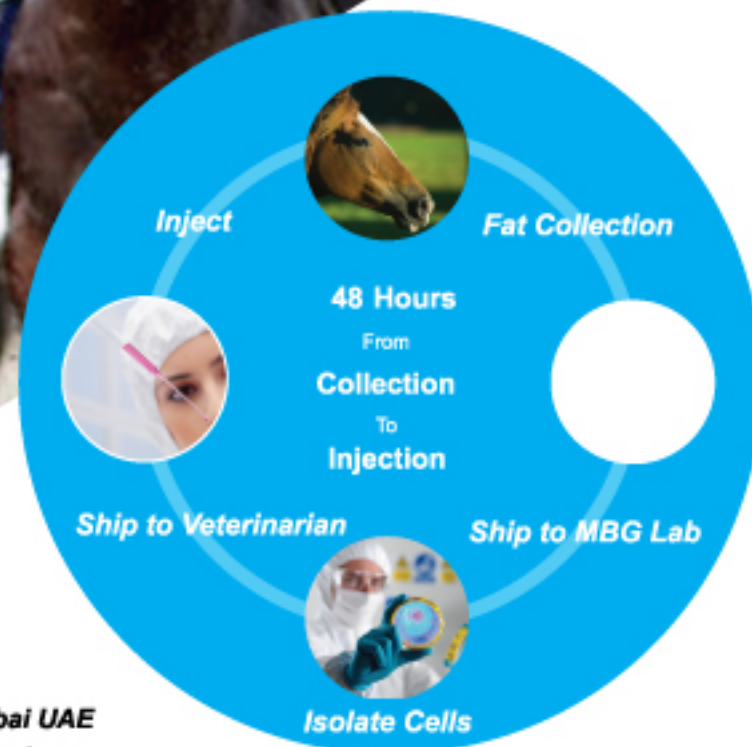 Inject
Fat Collection
48 Hours
From
Collection
To
Injection
Ship to Veterinarian
Ship to MBG Lab
Isolate Cells
UAE